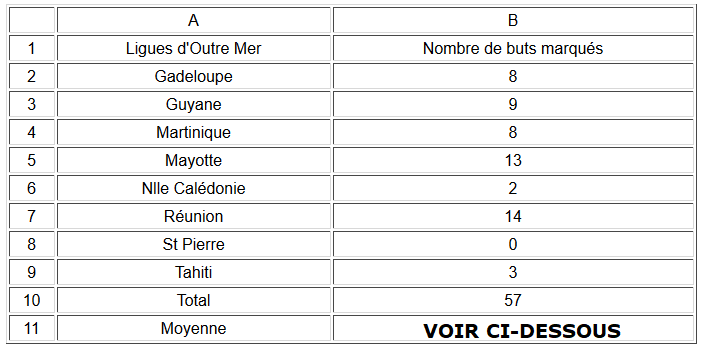 A B
1 Ligues d'Outre Mer Nombre de buts marqués
2 Gadeloupe 8
3 Guyane 9
4 Martinique 8
5 Mayotte 13
6 Nlle Calédonie 2
7 Réunion 14
8 St Pierre 0
9 Tahiti 3
10 Total 57
11 Moyenne VOIR CI-DESSOUS